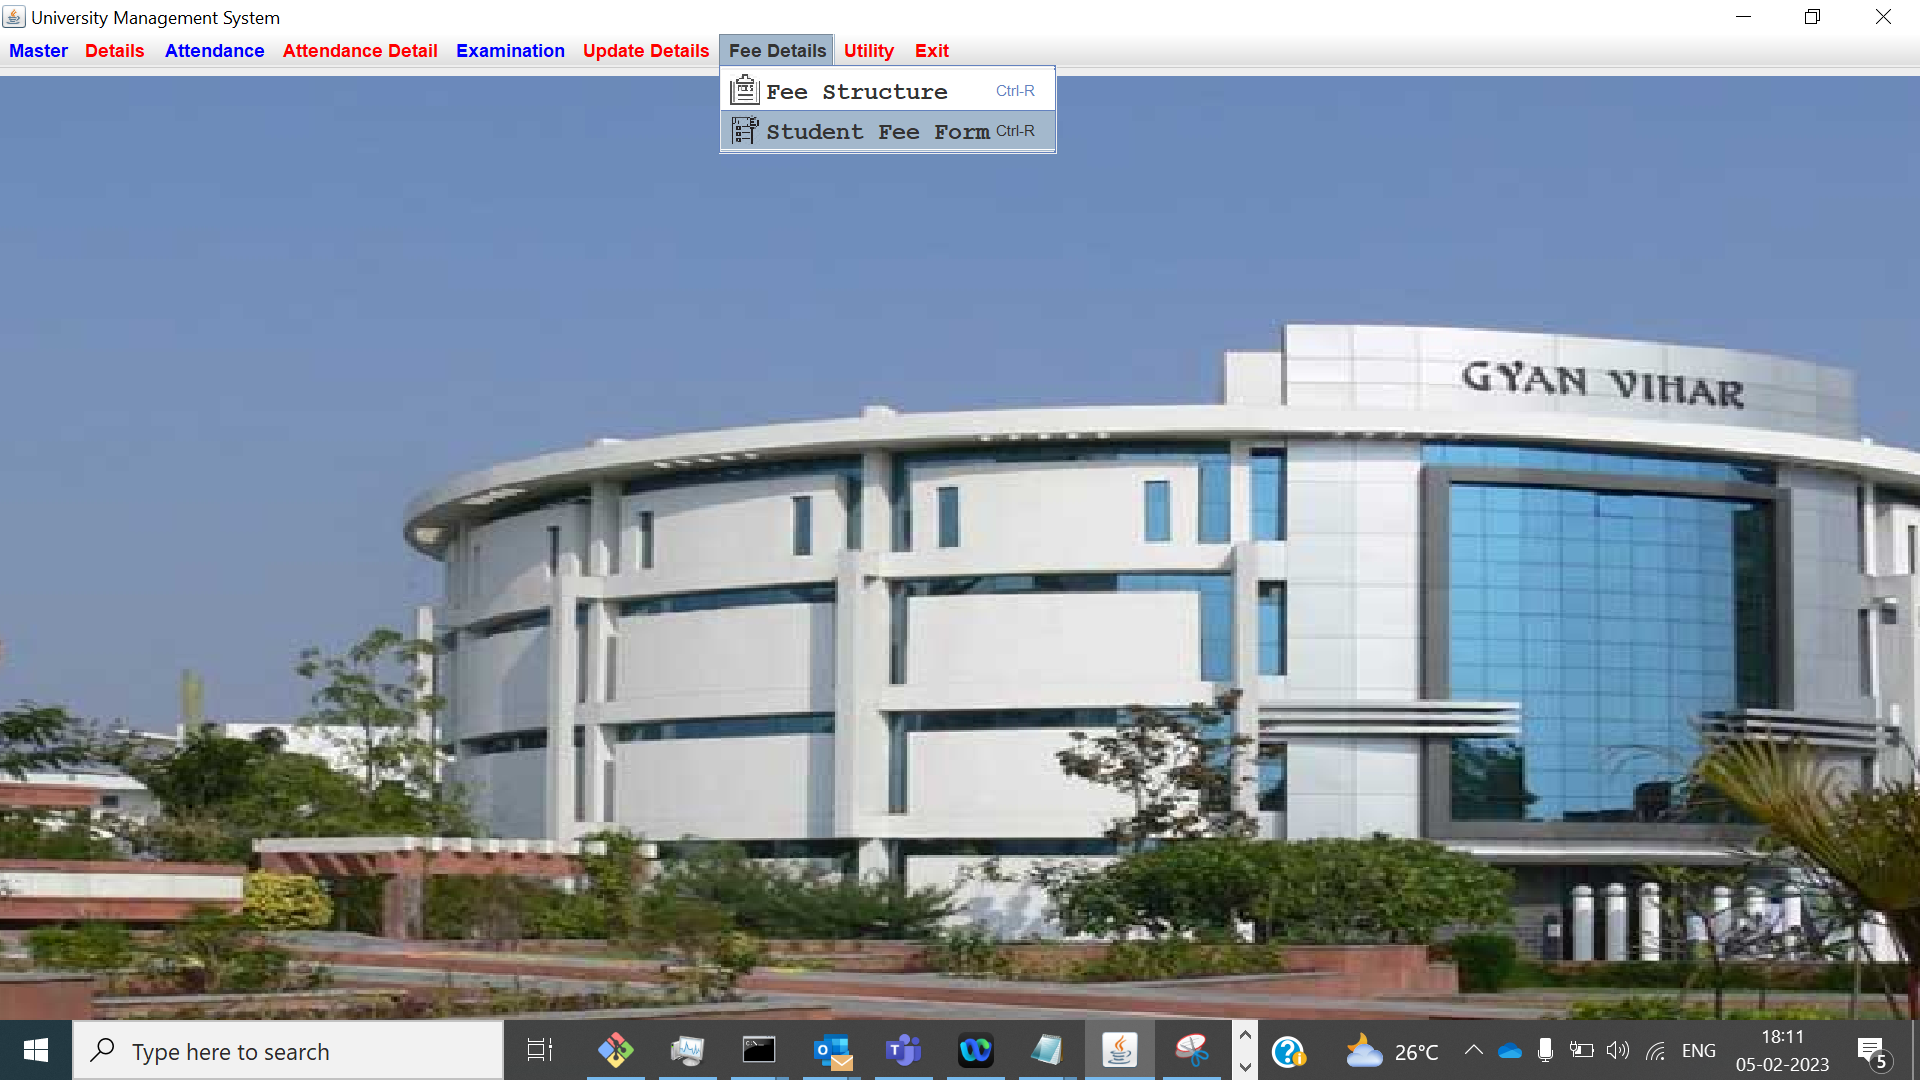 University Management System
Master Details Attendance Attendance Detail Examination Update Details Fee Details Utility Exit
Fee Structure Ctrl-R
Student Fee Form Ctrl-R
GYAN VIHAR
Type here to search
26°C
ENG
18:11
05-02-2023
5